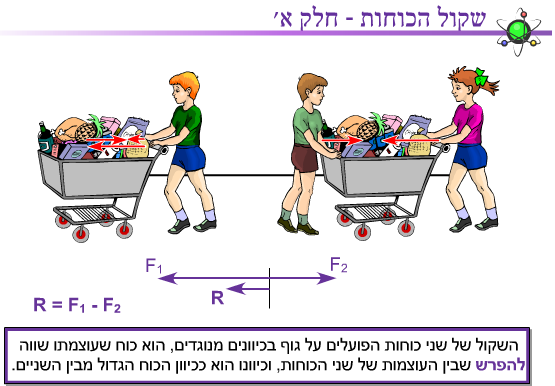 שקול הכוחות - חלק א׳
F₁
F₂
R
R = F₁ - F₂
השקול של שני כוחות הפועלים על גוף בכיוונים מנוגדים, הוא כוח שעוצמתו שווה
להפרש שבין העוצמות של שני הכוחות, וכיוונו הוא ככיוון הכוח הגדול מבין השניים.